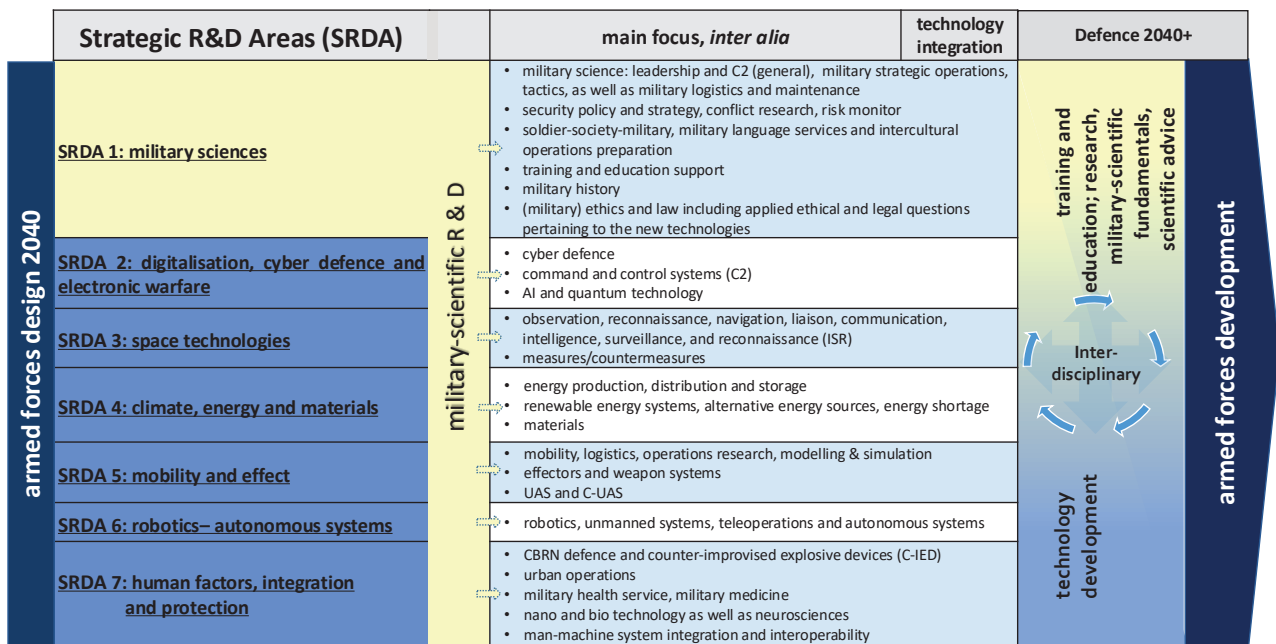 Strategic R&D Areas (SRDA)
main focus, inter alia
technology
integration
Defence 2040+
armed forces design 2040
military-scientific R & D
SRDA 1: military sciences
• military science: leadership and C2 (general), military strategic operations,
tactics, as well as military logistics and maintenance
• security policy and strategy, conflict research, risk monitor
• soldier-society-military, military language services and intercultural
operations preparation
• training and education support
• military history
• (military) ethics and law including applied ethical and legal questions
pertaining to the new technologies
SRDA 2: digitalisation, cyber defence and
electronic warfare
• cyber defence
• command and control systems (C2)
• AI and quantum technology
SRDA 3: space technologies
• observation, reconnaissance, navigation, liaison, communication,
intelligence, surveillance, and reconnaissance (ISR)
• measures/countermeasures
SRDA 4: climate, energy and materials
• energy production, distribution and storage
• renewable energy systems, alternative energy sources, energy shortage
• materials
SRDA 5: mobility and effect
• mobility, logistics, operations research, modelling & simulation
• effectors and weapon systems
• UAS and C-UAS
SRDA 6: robotics– autonomous systems
• robotics, unmanned systems, teleoperations and autonomous systems
SRDA 7: human factors, integration
and protection
• CBRN defence and counter-improvised explosive devices (C-IED)
• urban operations
• military health service, military medicine
• nano and bio technology as well as neurosciences
• man-machine system integration and interoperability
training and
education; research,
military-scientific
fundamentals,
scientific advice
Inter-
disciplinary
technology
development
armed forces development